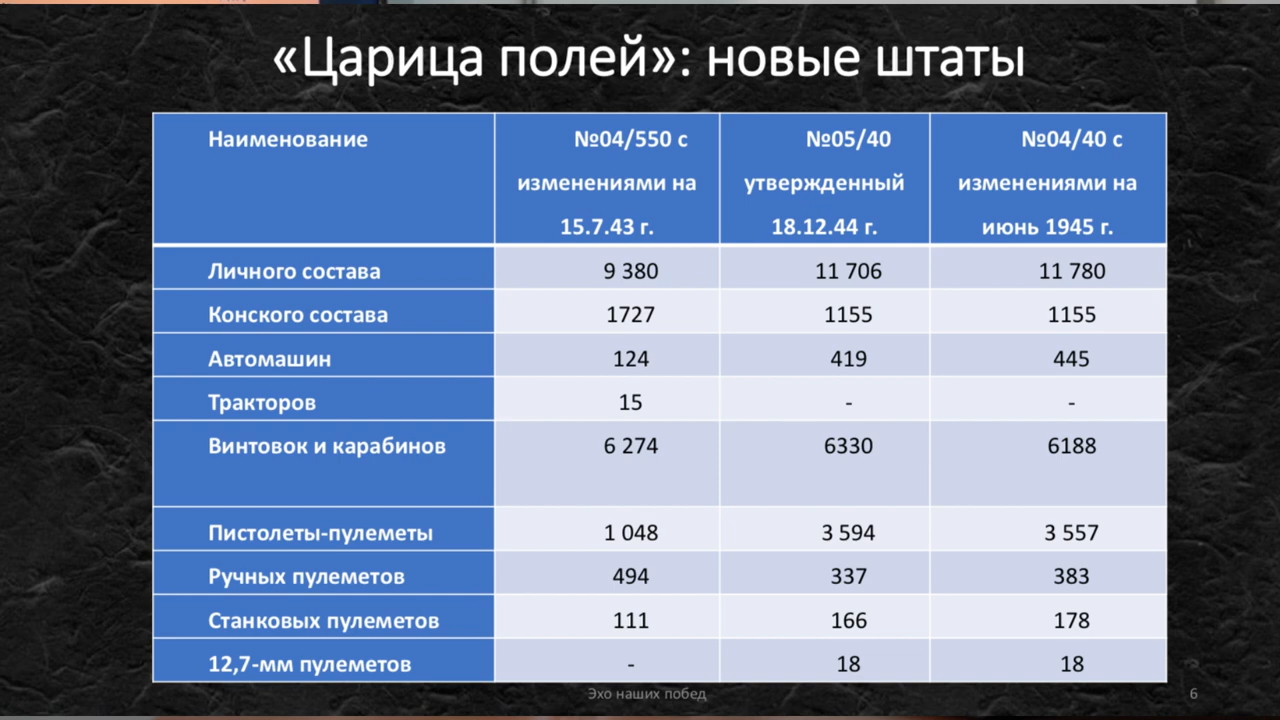 «Царица полей»: новые штаты
Наименование №04/550 с изменениями на 15.7.43 г. №05/40 утвержденный 18.12.44 г. №04/40 с изменениями на июнь 1945 г.
Личного состава 9 380 11 706 11 780
Конского состава 1727 1155 1155
Автомашин 124 419 445
Тракторов 15 - -
Винтовок и карабинов 6 274 6330 6188
Пистолеты-пулеметы 1 048 3 594 3 557
Ручных пулеметов 494 337 383
Станковых пулеметов 111 166 178
12,7-мм пулеметов - 18 18
Эхо наших побед 6